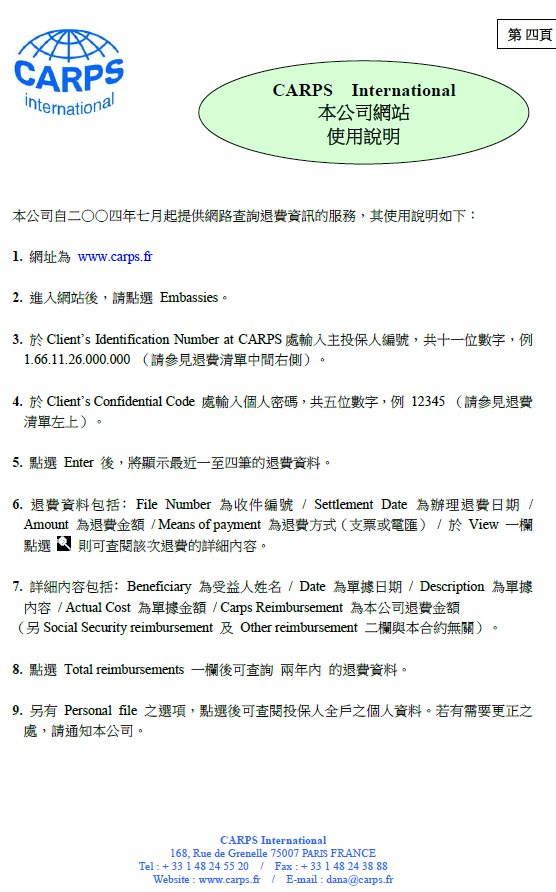 第 四頁
CARPS
international
CARPS International
本公司網站
使用說明
本公司自二〇〇四年七月起提供網路查詢退費資訊的服務，其使用說明如下：
1. 網址為 www.carps.fr
2. 進入網站後，請點選 Embassies。
3. 於 Client's Identification Number at CARPS 處輸入主投保人編號，共十一位數字，例
1.66.11.26.000.000 （請參見退費清單中間右側）。
4. 於 Client's Confidential Code 處輸入個人密碼，共五位數字，例 12345 （請參見退費
清單左上）。
5. 點選 Enter 後，將顯示最近一至四筆的退費資料。
6. 退費資料包括：File Number 為收件編號 / Settlement Date 為辦理退費日期 /
Amount 為退費金額 / Means of payment 為退費方式（支票或電匯） / 於 View 一欄
點選 則可查閱該次退費的詳細內容。
7. 詳細內容包括：Beneficiary 為受益人姓名 / Date 為單據日期 / Description 為單據
內容 / Actual Cost 為單據金額 / Carps Reimbursement 為本公司退費金額
（另 Social Security reimbursement 及 Other reimbursement 二欄與本合約無關）。
8. 點選 Total reimbursements 一欄後可查詢 兩年內 的退費資料。
9. 另有 Personal file 之選項，點選後可查閱投保人全戶之個人資料。若有需要更正之
處，請通知本公司。
CARPS International
168, Rue de Grenelle 75007 PARIS FRANCE
Tel : + 33 1 48 24 55 20 / Fax : + 33 1 48 24 38 88
Website : www.carps.fr / E-mail : dana@carps.fr